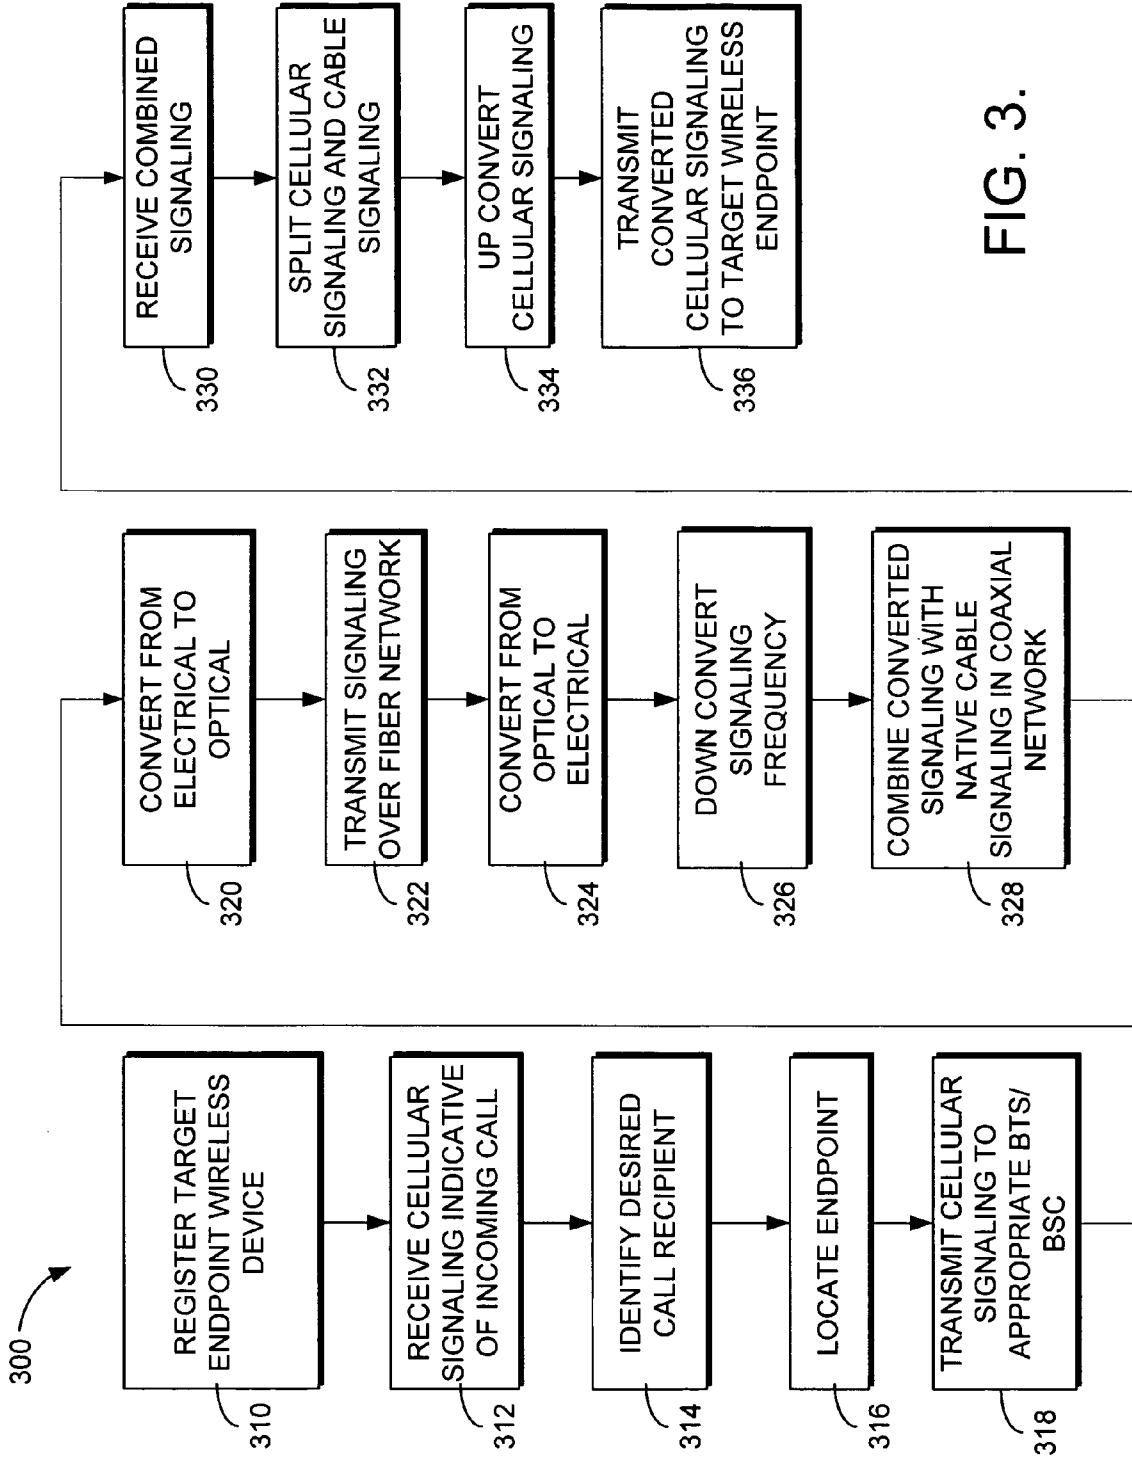 300
REGISTER TARGET
ENDPOINT WIRELESS
DEVICE
310
RECEIVE CELLULAR
SIGNALING INDICATIVE
OF INCOMING CALL
312
IDENTIFY DESIRED
CALL RECIPIENT
314
LOCATE ENDPOINT
316
TRANSMIT CELLULAR
SIGNALING TO
APPROPRIATE BTS/
BSC
318
CONVERT FROM
ELECTRICAL TO
OPTICAL
320
TRANSMIT SIGNALING
OVER FIBER NETWORK
322
CONVERT FROM
OPTICAL TO
ELECTRICAL
324
DOWN CONVERT
SIGNALING
FREQUENCY
326
COMBINE CONVERTED
SIGNALING WITH
NATIVE CABLE
SIGNALING IN COAXIAL
NETWORK
328
RECEIVE COMBINED
SIGNALING
330
SPLIT CELLULAR
SIGNALING AND CABLE
SIGNALING
332
UP CONVERT
CELLULAR SIGNALING
334
TRANSMIT
CONVERTED
CELLULAR SIGNALING
TO TARGET WIRELESS
ENDPOINT
336
FIG. 3.